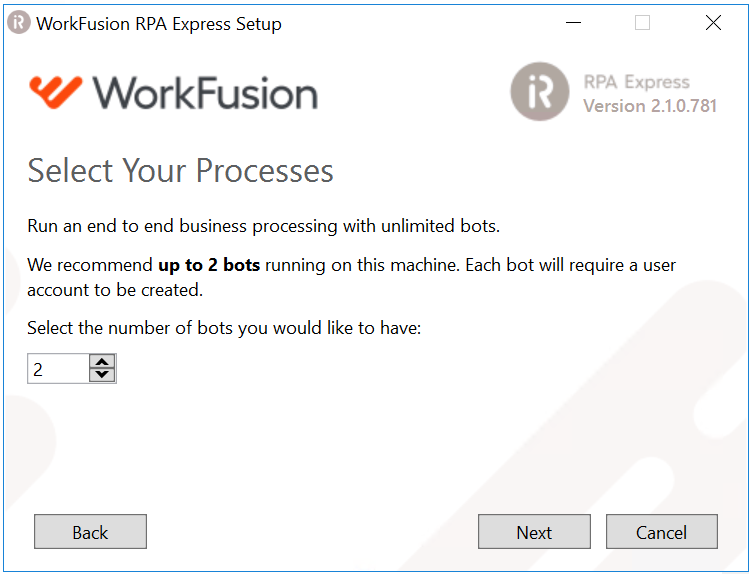 WorkFusion RPA Express Setup
WorkFusion
RPA Express
Version 2.1.0.781
Select Your Processes
Run an end to end business processing with unlimited bots.
We recommend up to 2 bots running on this machine. Each bot will require a user
account to be created.
Select the number of bots you would like to have:
2
Back
Next
Cancel